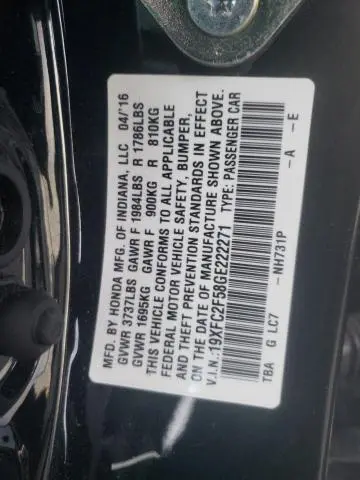 MFD. BY HONDA MFG. OF INDIANA, LLC 04/16
GVWR 3737LBS GAWR F 1984LBS R 1786LBS
GVWR 1695KG GAWR F 900KG R 810KG
THIS VEHICLE CONFORMS TO ALL APPLICABLE
FEDERAL MOTOR VEHICLE SAFETY, BUMPER,
AND THEFT PREVENTION STANDARDS IN EFFECT
ON THE DATE OF MANUFACTURE SHOWN ABOVE.
V.I.N.:19XFC2F58GE222271 TYPE: PASSENGER CAR
NH731P -A -E
TBA G LC7